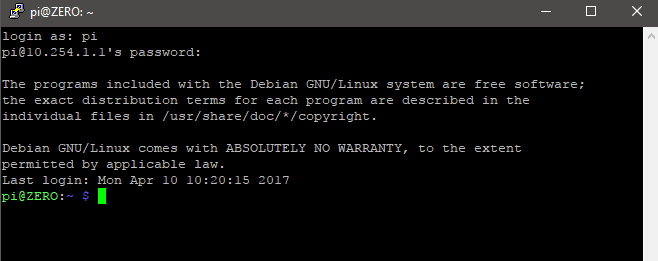 pi@ZERO: ~
login as: pi
pi@10.254.1.1's password:
The programs included with the Debian GNU/Linux system are free software;
the exact distribution terms for each program are described in the
individual files in /usr/share/doc/*/copyright.
Debian GNU/Linux comes with ABSOLUTELY NO WARRANTY, to the extent
permitted by applicable law.
Last login: Mon Apr 10 10:20:15 2017
pi@ZERO:~ $